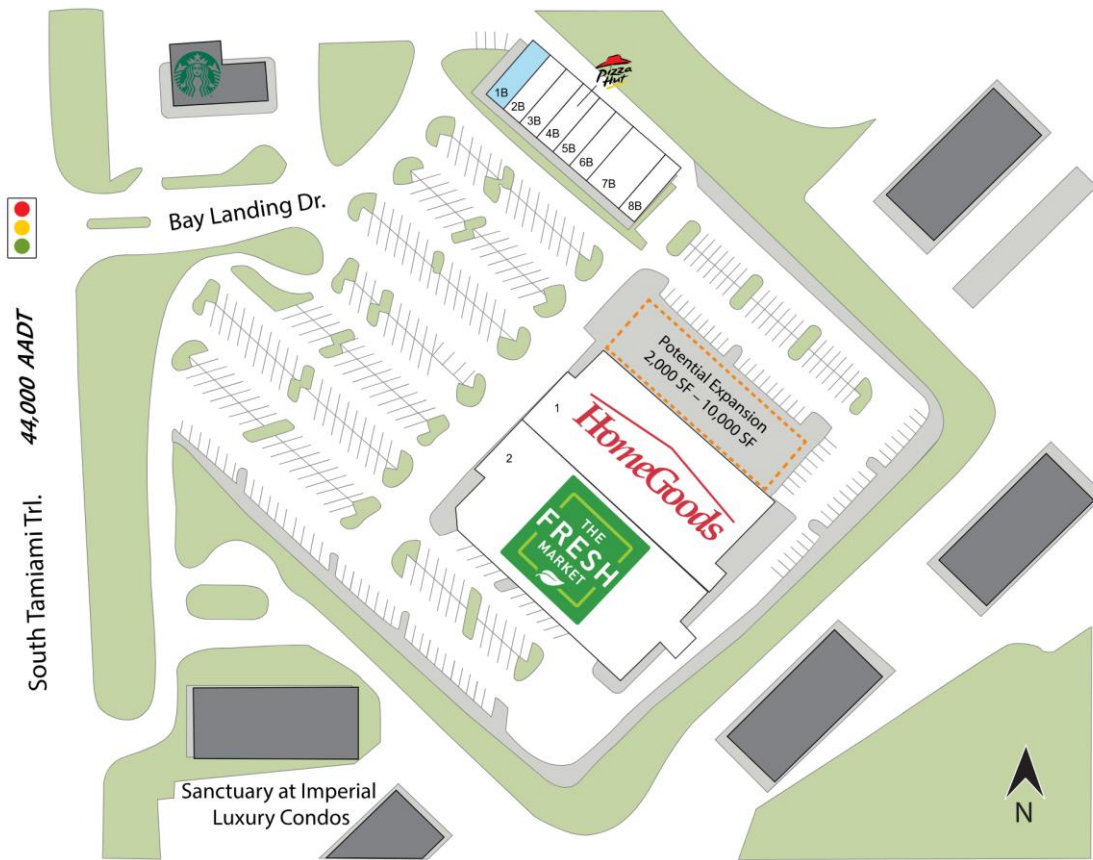 Pizza
Hut
1B
2B
3B
4B
5B
6B
7B
8B
Bay Landing Dr.
44,000 AADT
South Tamiami Trl.
Potential Expansion
2,000 SF – 10,000 SF
1
HomeGoods
2
THE
FRESH
MARKET
Sanctuary at Imperial
Luxury Condos
N